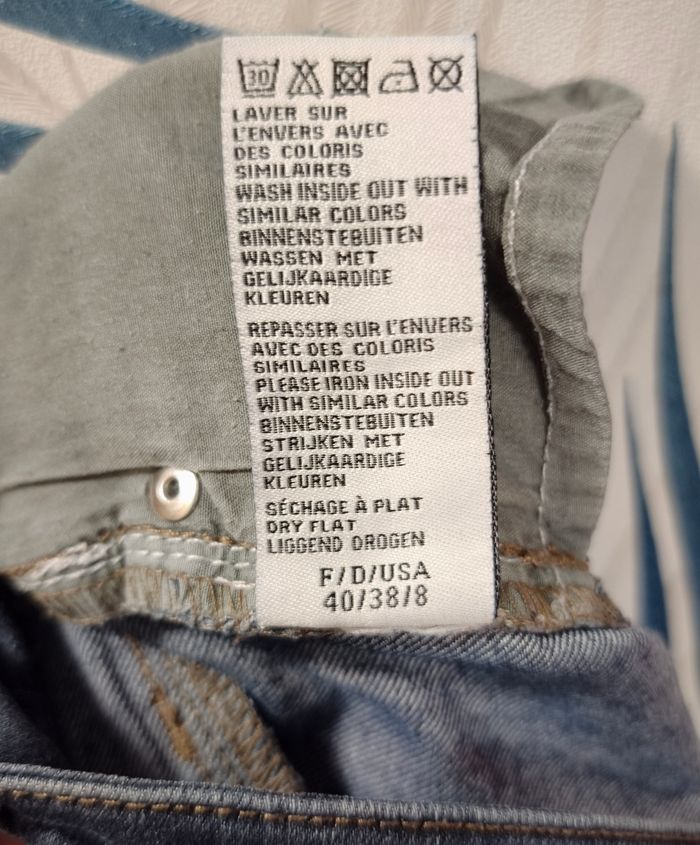 30
LAVER SUR
L'ENVERS AVEC
DES COLORIS
SIMILAIRES
WASH INSIDE OUT WITH
SIMILAR COLORS
BINNENSTEBUITEN
WASSEN MET
GELIJKAARDIGE
KLEUREN
REPASSER SUR L'ENVERS
AVEC DES COLORIS
SIMILAIRES
PLEASE IRON INSIDE OUT
WITH SIMILAR COLORS
BINNENSTEBUITEN
STRIJKEN MET
GELIJKAARDIGE
KLEUREN
SÉCHAGE À PLAT
DRY FLAT
LIGGEND DROGEN
F/D/USA
40/38/8